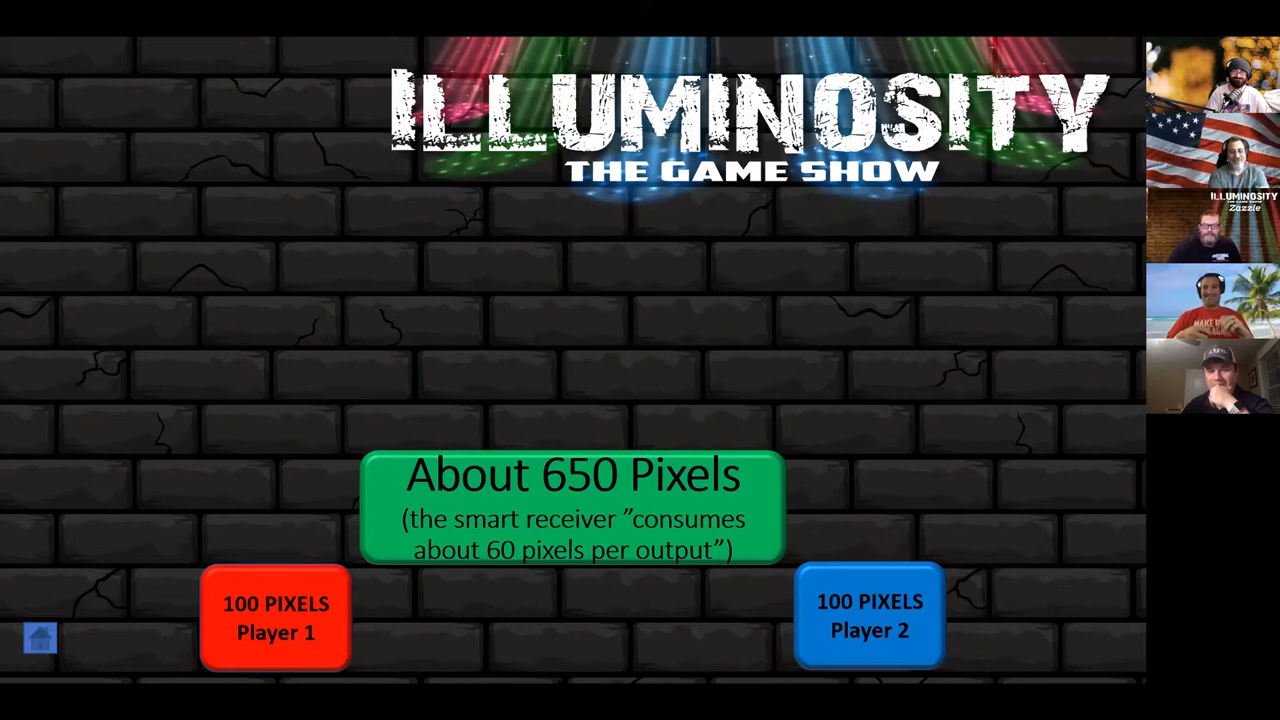 ILLUMINOSITY
THE GAME SHOW
ILLUMINOSITY
Zazzle
About 650 Pixels
(the smart receiver ”consumes
about 60 pixels per output”)
100 PIXELS
Player 1
100 PIXELS
Player 2